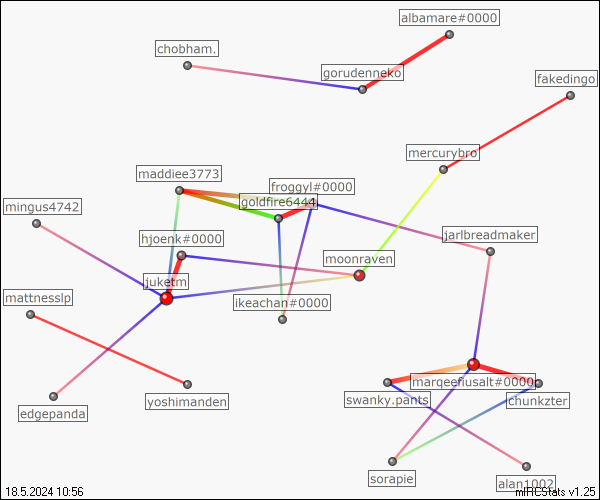 albamare#0000
chobham.
gorudenneko
fakedingo
mercurybro
maddiee3773
froggyl#0000
goldfire6444
mingus4742
hjoenk#0000
jarlbreadmaker
moonraven
juketm
mattnesslp
ikeachan#0000
marqeeflusalt#0000
swanky.pants
chunkzter
yoshimanden
edgepanda
sorapie
alan1002
18.5.2024 10:56
mIRCStats v1.25